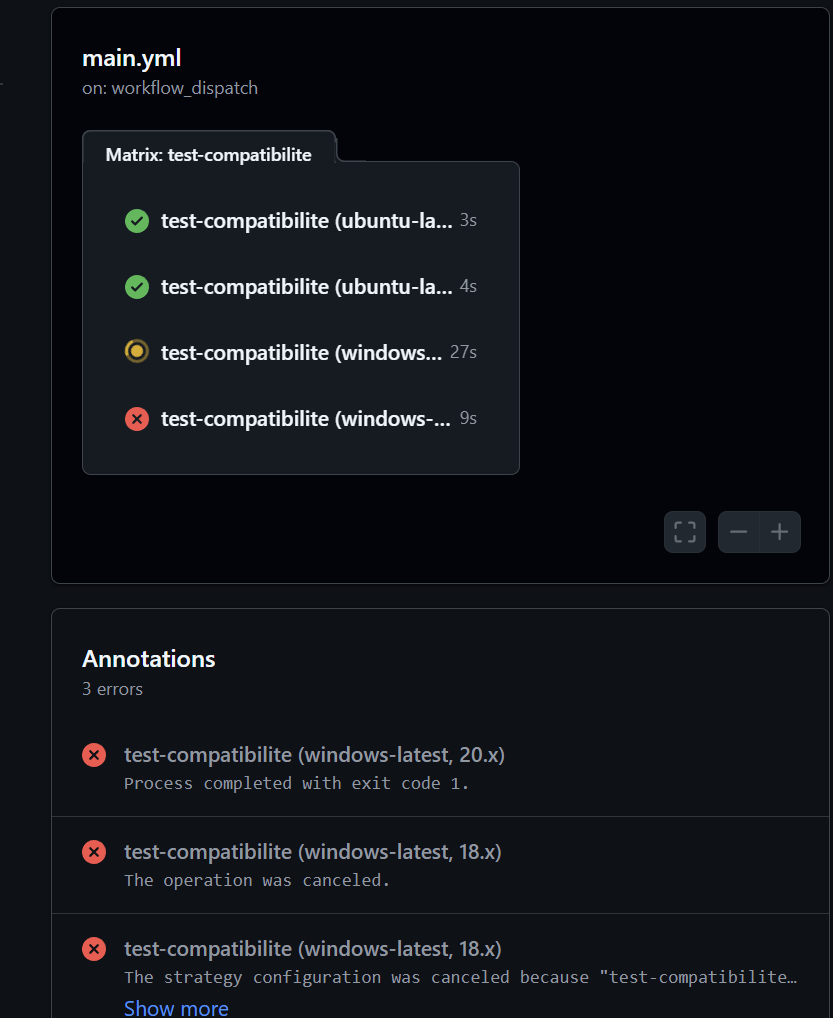 main.yml
on: workflow_dispatch
Matrix: test-compatibilite
test-compatibilite (ubuntu-la... 3s
test-compatibilite (ubuntu-la... 4s
test-compatibilite (windows... 27s
test-compatibilite (windows-... 9s
Annotations
3 errors
test-compatibilite (windows-latest, 20.x)
Process completed with exit code 1.
test-compatibilite (windows-latest, 18.x)
The operation was canceled.
test-compatibilite (windows-latest, 18.x)
The strategy configuration was canceled because "test-compatibilite…
Show more